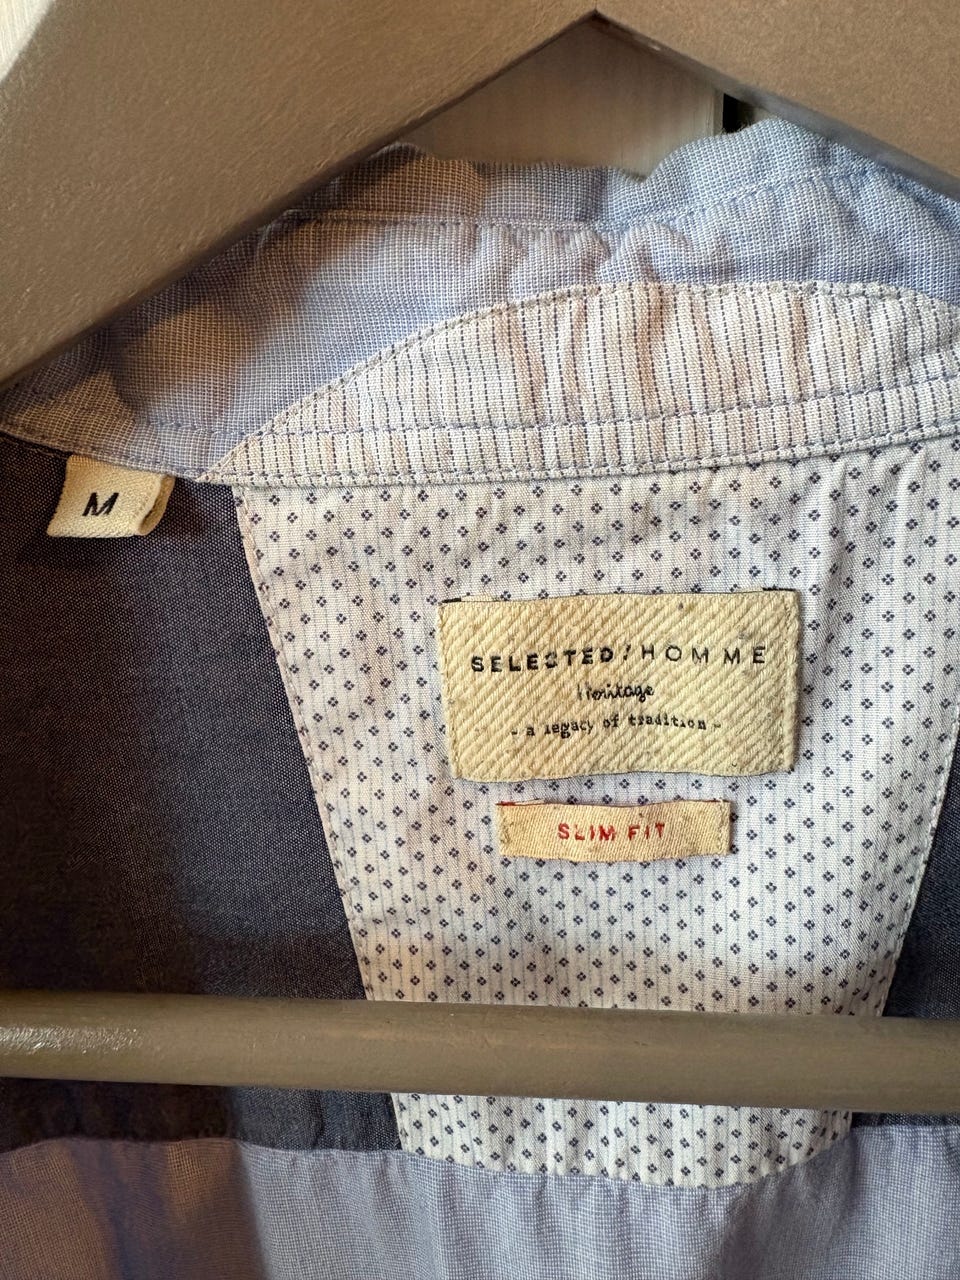 M
SELECTED / HOMME
Heritage
- a legacy of tradition -
SLIM FIT